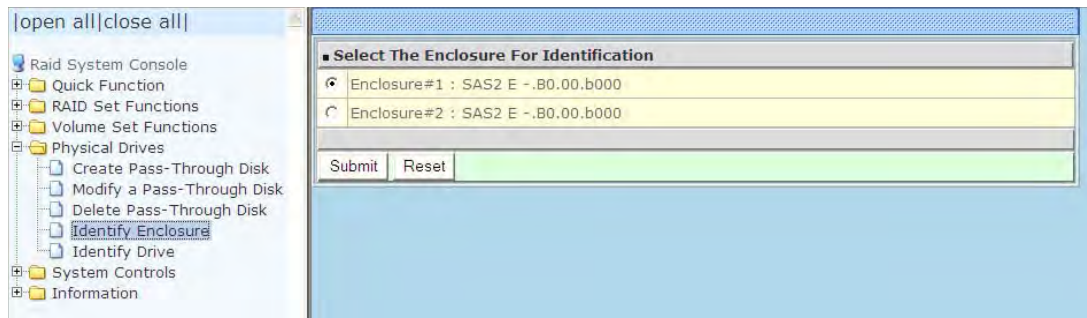 |open all|close all|
Raid System Console
Quick Function
RAID Set Functions
Volume Set Functions
Physical Drives
Create Pass-Through Disk
Modify a Pass-Through Disk
Delete Pass-Through Disk
Identify Enclosure
Identify Drive
System Controls
Information
Select The Enclosure For Identification
Enclosure#1 : SAS2 E -.B0.00.b000
Enclosure#2 : SAS2 E -.B0.00.b000
Submit Reset